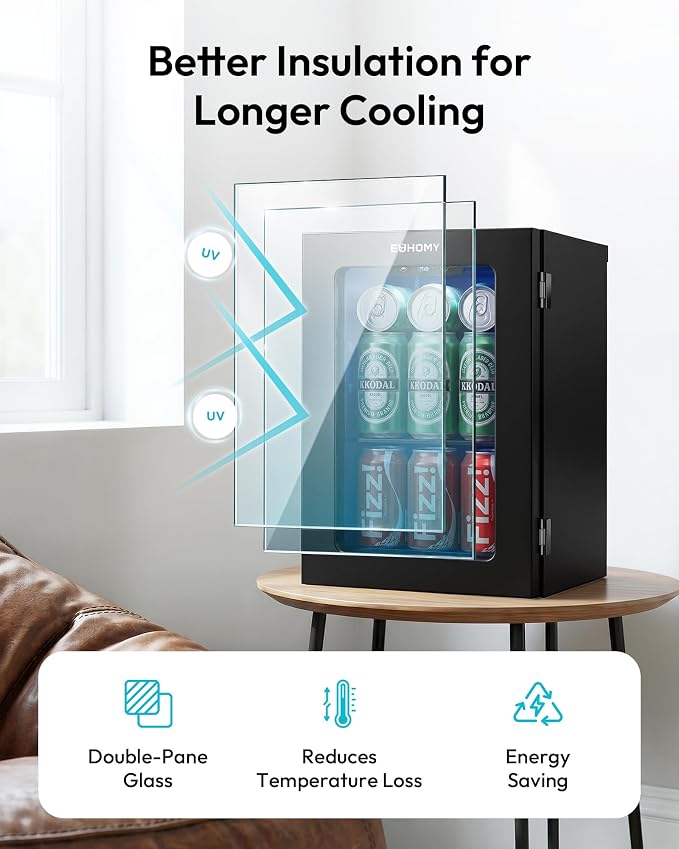 Better Insulation for
Longer Cooling
UV
UV
EUHOMY
KKODAL
KKODAL
KKODAL
Fizz!
Fizz!
Fizz!
Double-Pane
Glass
Reduces
Temperature Loss
Energy
Saving